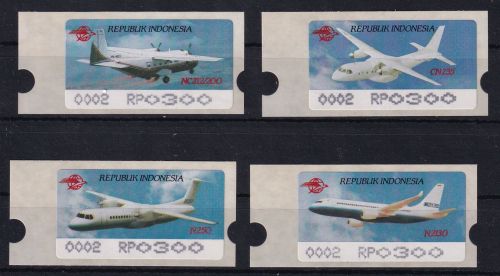 REPUBLIK INDONESIA
NC212/200
0002 RP0300
REPUBLIK INDONESIA
CN235
0002 RP0300
REPUBLIK INDONESIA
N250
0002 RP0300
REPUBLIK INDONESIA
N2130
0002 RP0300